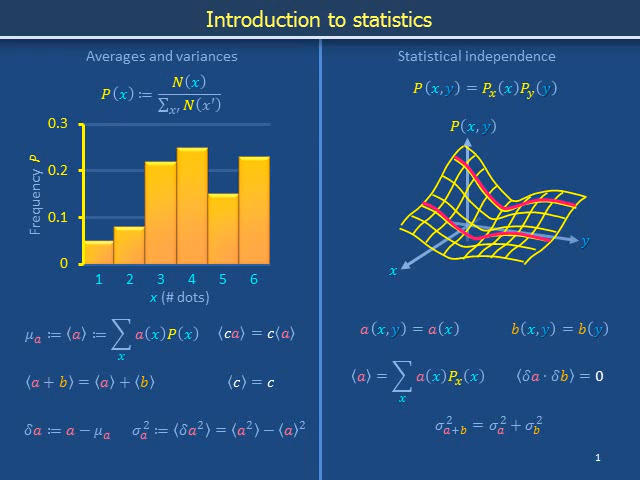 Introduction to statistics
Averages and variances
P(x) ≔ N(x) / ∑x′ N(x′)
0.3
0.2
0.1
0
Frequency P
1 2 3 4 5 6
x (# dots)
μa ≔ ⟨a⟩ ≔ ∑x a(x)P(x) ⟨ca⟩ = c⟨a⟩
⟨a + b⟩ = ⟨a⟩ + ⟨b⟩ ⟨c⟩ = c
δa ≔ a − μa σa² ≔ ⟨δa²⟩ = ⟨a²⟩ − ⟨a⟩²
Statistical independence
P(x,y) = Px(x)Py(y)
P(x,y)
y
x
a(x,y) = a(x) b(x,y) = b(y)
⟨a⟩ = ∑x a(x)Px(x) ⟨δa · δb⟩ = 0
σ²a+b = σ²a + σ²b
1